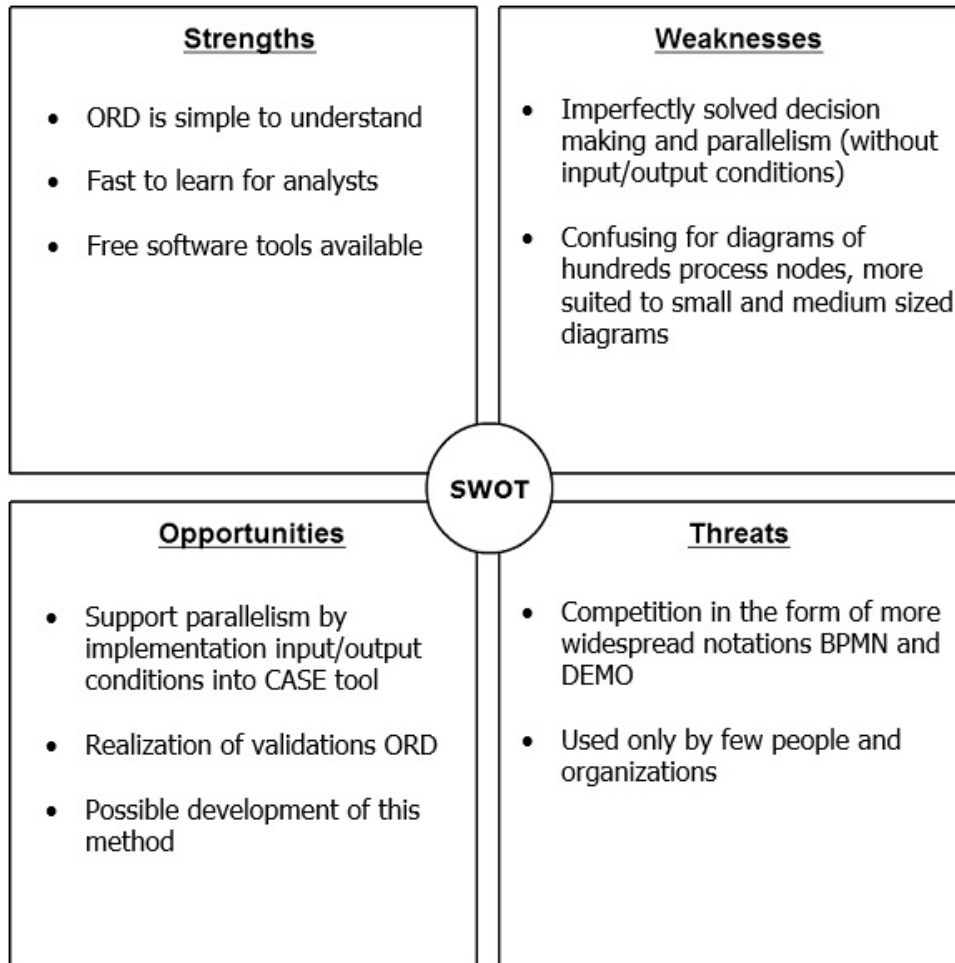 Strengths
• ORD is simple to understand
• Fast to learn for analysts
• Free software tools available
Weaknesses
• Imperfectly solved decision
making and parallelism (without
input/output conditions)
• Confusing for diagrams of
hundreds process nodes, more
suited to small and medium sized
diagrams
SWOT
Opportunities
• Support parallelism by
implementation input/output
conditions into CASE tool
• Realization of validations ORD
• Possible development of this
method
Threats
• Competition in the form of more
widespread notations BPMN and
DEMO
• Used only by few people and
organizations